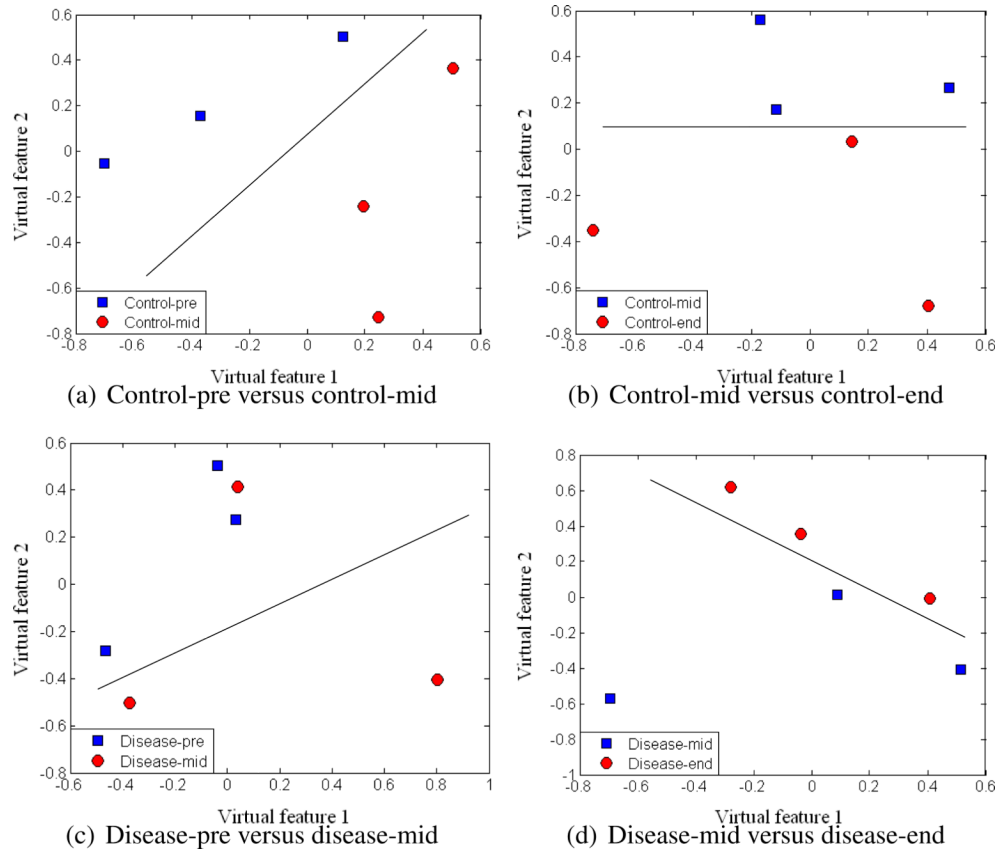 0.6
0.4
0.2
0
-0.2
-0.4
-0.6
-0.8
Virtual feature 2
Control-pre
Control-mid
-0.8 -0.6 -0.4 -0.2 0 0.2 0.4 0.6
Virtual feature 1
(a) Control-pre versus control-mid
0.6
0.4
0.2
0
-0.2
-0.4
-0.6
-0.8
Virtual feature 2
Control-mid
Control-end
-0.8 -0.6 -0.4 -0.2 0 0.2 0.4 0.6
Virtual feature 1
(b) Control-mid versus control-end
0.6
0.4
0.2
0
-0.2
-0.4
-0.6
-0.8
Virtual feature 2
Disease-pre
Disease-mid
-0.6 -0.4 -0.2 0 0.2 0.4 0.6 0.8 1
Virtual feature 1
(c) Disease-pre versus disease-mid
0.8
0.6
0.4
0.2
0
-0.2
-0.4
-0.6
-0.8
-1
Virtual feature 2
Disease-mid
Disease-end
-0.8 -0.6 -0.4 -0.2 0 0.2 0.4 0.6
Virtual feature 1
(d) Disease-mid versus disease-end